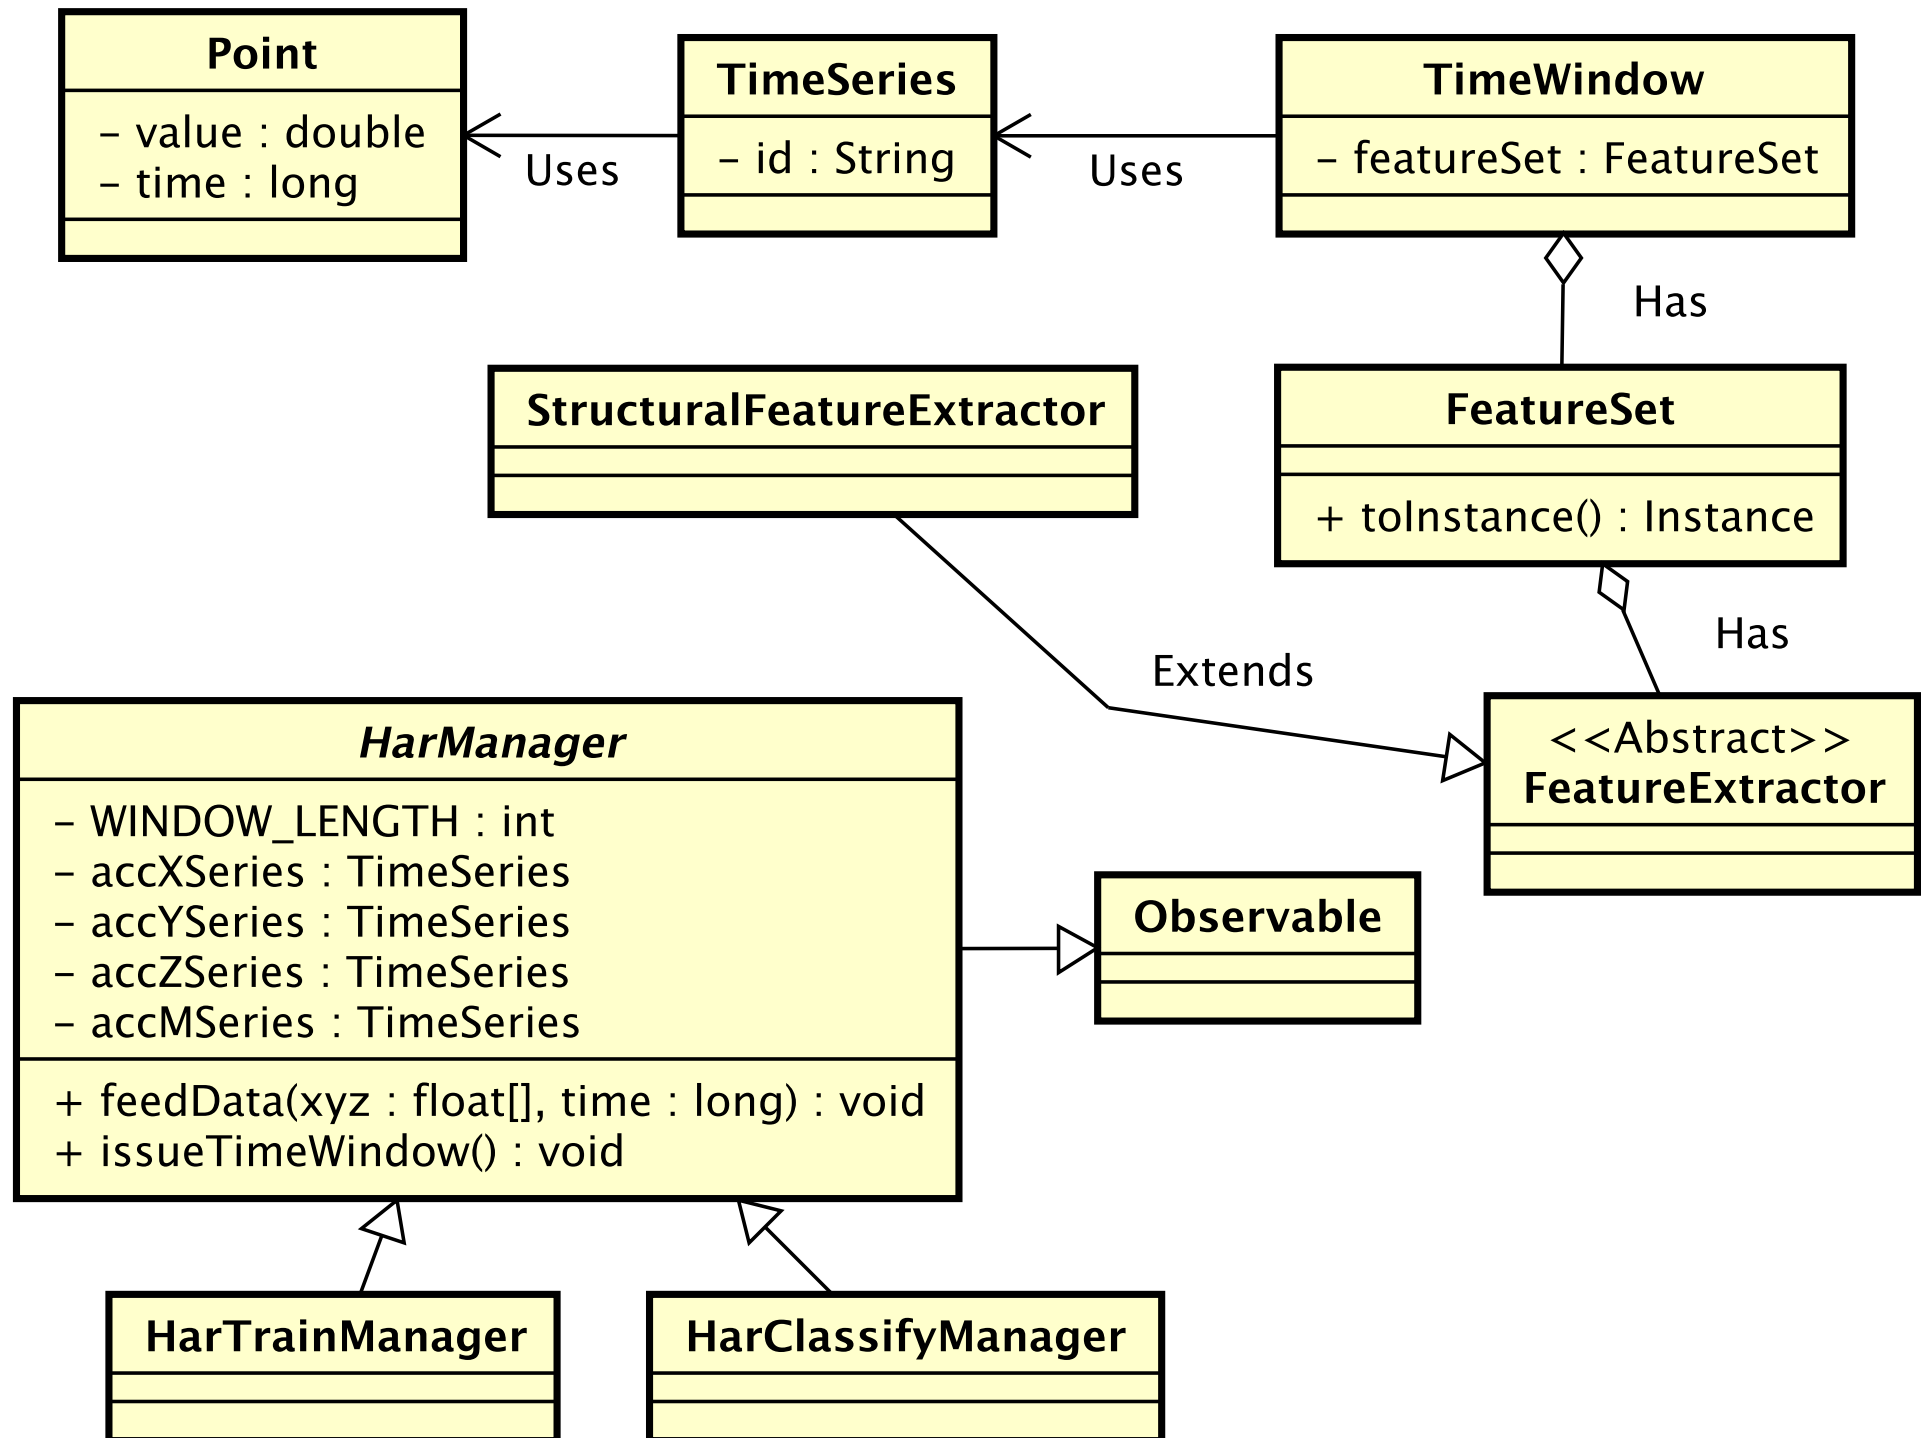 Point
– value : double
– time : long
Uses
TimeSeries
– id : String
Uses
TimeWindow
– featureSet : FeatureSet
Has
StructuralFeatureExtractor
FeatureSet
+ toInstance() : Instance
Has
Extends
<<Abstract>>
FeatureExtractor
HarManager
– WINDOW_LENGTH : int
– accXSeries : TimeSeries
– accYSeries : TimeSeries
– accZSeries : TimeSeries
– accMSeries : TimeSeries
+ feedData(xyz : float[], time : long) : void
+ issueTimeWindow() : void
Observable
HarTrainManager
HarClassifyManager